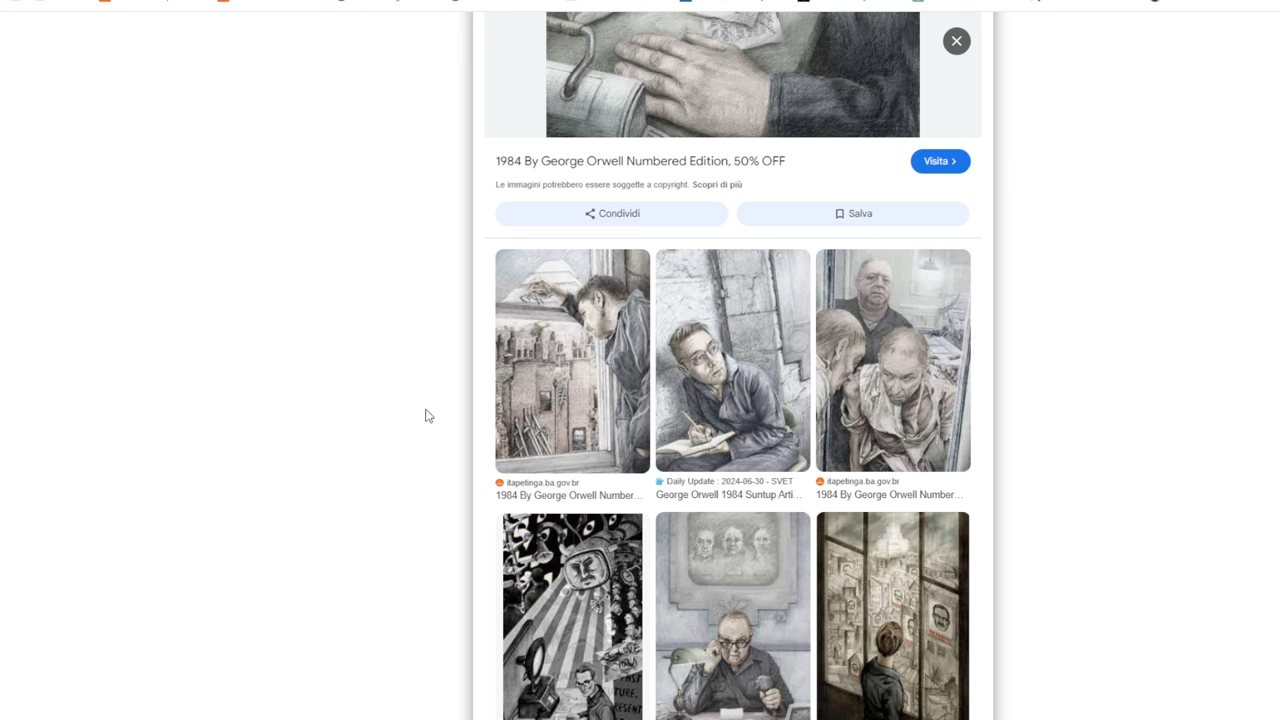 1984 By George Orwell Numbered Edition, 50% OFF
Visita >
Le immagini potrebbero essere soggette a copyright. Scopri di più
Condividi
Salva
itapetinga.ba.gov.br
Daily Update : 2024-06-30 - SVET
itapetinga.ba.gov.br
1984 By George Orwell Number...
George Orwell 1984 Suntup Arti...
1984 By George Orwell Number...